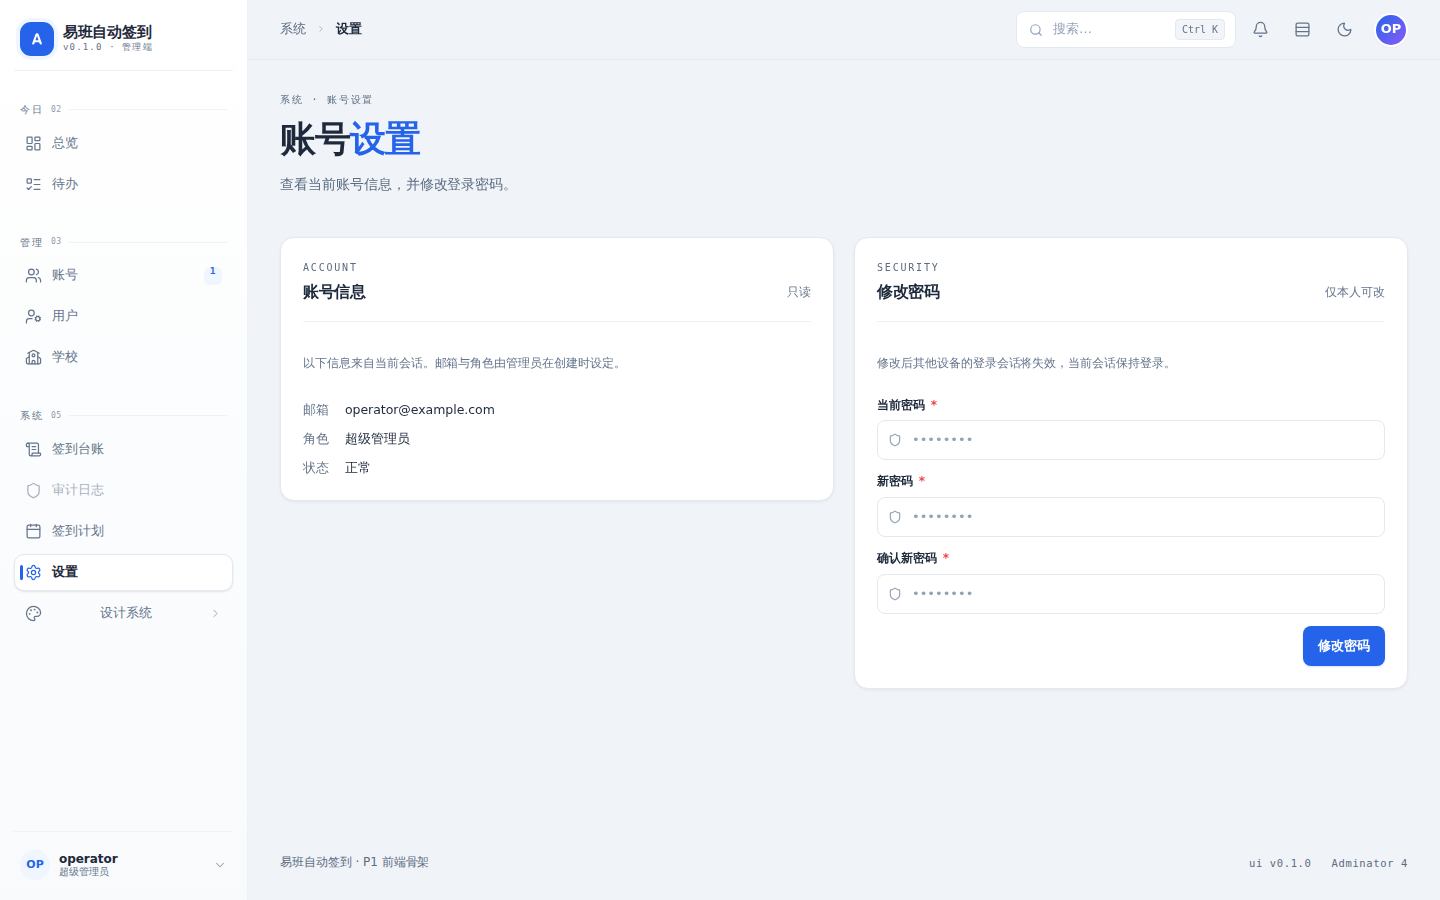 A
易班自动签到
v0.1.0 · 管理端
今日 02
总览
待办
管理 03
账号 1
用户
学校
系统 05
签到台账
审计日志
签到计划
设置
设计系统
OP
operator
超级管理员
系统 › 设置
搜索… Ctrl K
OP
系统 · 账号设置
账号设置
查看当前账号信息，并修改登录密码。
ACCOUNT
账号信息 只读
以下信息来自当前会话。邮箱与角色由管理员在创建时设定。
邮箱 operator@example.com
角色 超级管理员
状态 正常
SECURITY
修改密码 仅本人可改
修改后其他设备的登录会话将失效，当前会话保持登录。
当前密码 *
••••••••
新密码 *
••••••••
确认新密码 *
••••••••
修改密码
易班自动签到 · P1 前端骨架
ui v0.1.0 Adminator 4